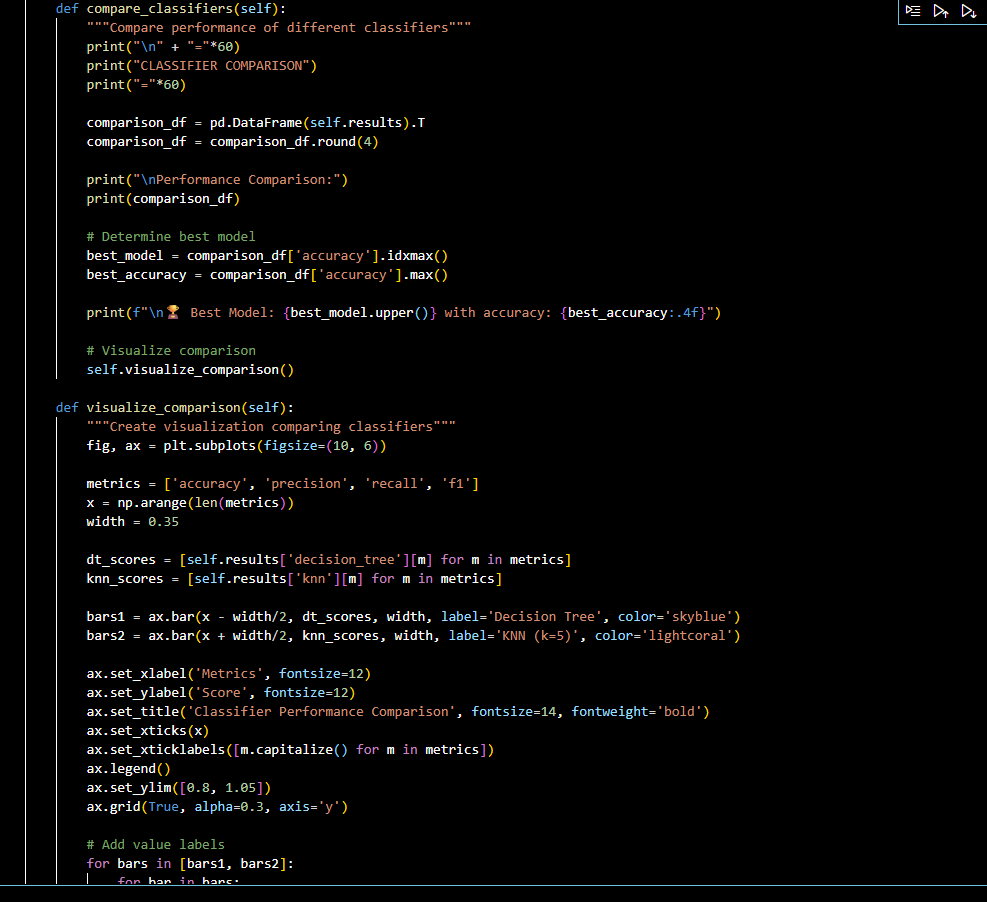 def compare_classifiers(self):
    """Compare performance of different classifiers"""
    print("\n" + "="*60)
    print("CLASSIFIER COMPARISON")
    print("="*60)

    comparison_df = pd.DataFrame(self.results).T
    comparison_df = comparison_df.round(4)

    print("\nPerformance Comparison:")
    print(comparison_df)

    # Determine best model
    best_model = comparison_df['accuracy'].idxmax()
    best_accuracy = comparison_df['accuracy'].max()

    print(f"\n🏆 Best Model: {best_model.upper()} with accuracy: {best_accuracy:.4f}")

    # Visualize comparison
    self.visualize_comparison()

def visualize_comparison(self):
    """Create visualization comparing classifiers"""
    fig, ax = plt.subplots(figsize=(10, 6))

    metrics = ['accuracy', 'precision', 'recall', 'f1']
    x = np.arange(len(metrics))
    width = 0.35

    dt_scores = [self.results['decision_tree'][m] for m in metrics]
    knn_scores = [self.results['knn'][m] for m in metrics]

    bars1 = ax.bar(x - width/2, dt_scores, width, label='Decision Tree', color='skyblue')
    bars2 = ax.bar(x + width/2, knn_scores, width, label='KNN (k=5)', color='lightcoral')

    ax.set_xlabel('Metrics', fontsize=12)
    ax.set_ylabel('Score', fontsize=12)
    ax.set_title('Classifier Performance Comparison', fontsize=14, fontweight='bold')
    ax.set_xticks(x)
    ax.set_xticklabels([m.capitalize() for m in metrics])
    ax.legend()
    ax.set_ylim([0.8, 1.05])
    ax.grid(True, alpha=0.3, axis='y')

    # Add value labels
    for bars in [bars1, bars2]:
        for bar in bars: